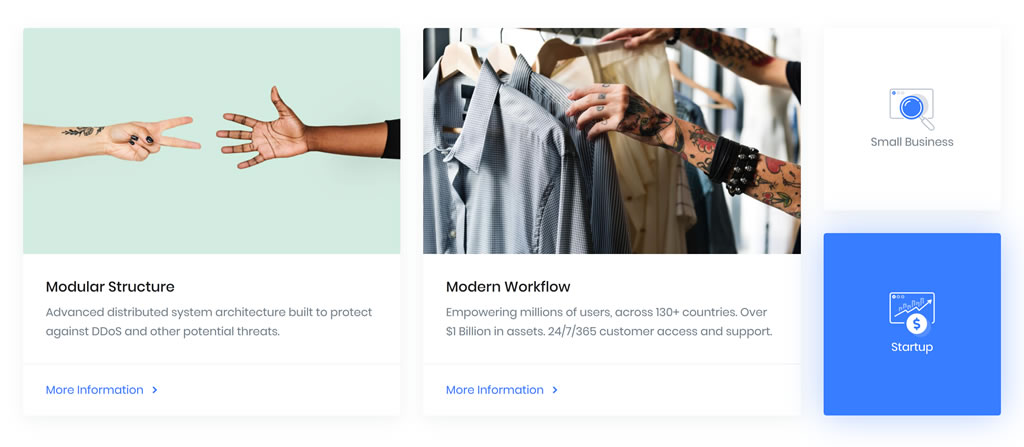 Modular Structure
Advanced distributed system architecture built to protect
against DDoS and other potential threats.
More Information
Modern Workflow
Empowering millions of users, across 130+ countries. Over
$1 Billion in assets. 24/7/365 customer access and support.
More Information
Small Business
$
Startup